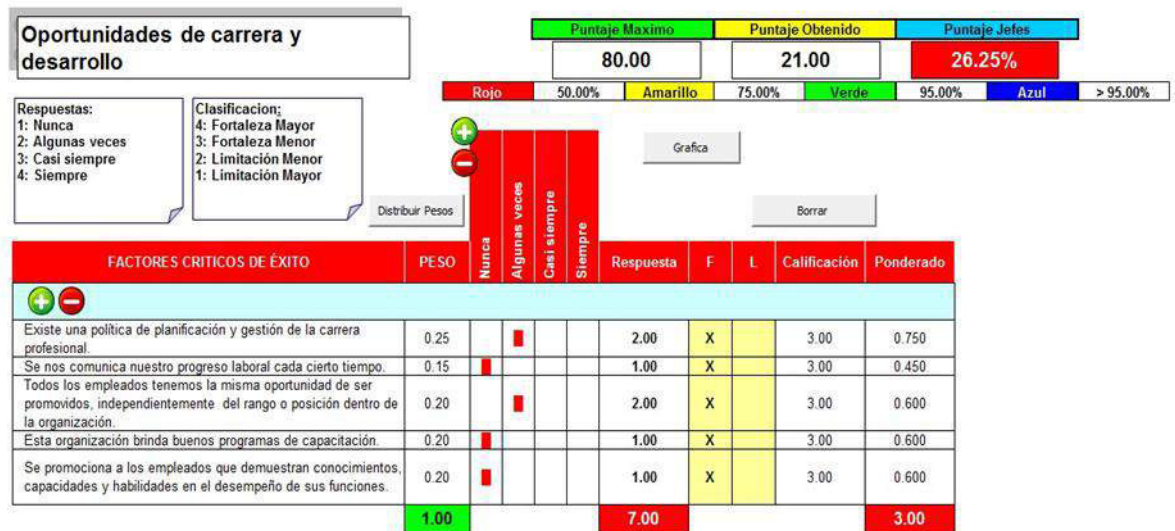 Oportunidades de carrera y
desarrollo
Puntaje Maximo Puntaje Obtenido Puntaje Jefes
80.00 21.00 26.25%
Rojo 50.00% Amarillo 75.00% Verde 95.00% Azul > 95.00%
Respuestas:
1: Nunca
2: Algunas veces
3: Casi siempre
4: Siempre
Clasificacion:
4: Fortaleza Mayor
3: Fortaleza Menor
2: Limitación Menor
1: Limitación Mayor
Grafica
Distribuir Pesos
Borrar
FACTORES CRITICOS DE ÉXITO PESO Nunca Algunas veces Casi siempre Siempre Respuesta F L Calificación Ponderado
Existe una política de planificación y gestión de la carrera
profesional.
0.25 2.00 X 3.00 0.750
Se nos comunica nuestro progreso laboral cada cierto tiempo. 0.15 1.00 X 3.00 0.450
Todos los empleados tenemos la misma oportunidad de ser
promovidos, independientemente del rango o posición dentro de
la organización.
0.20 2.00 X 3.00 0.600
Esta organización brinda buenos programas de capacitación. 0.20 1.00 X 3.00 0.600
Se promociona a los empleados que demuestran conocimientos,
capacidades y habilidades en el desempeño de sus funciones.
0.20 1.00 X 3.00 0.600
1.00 7.00 3.00